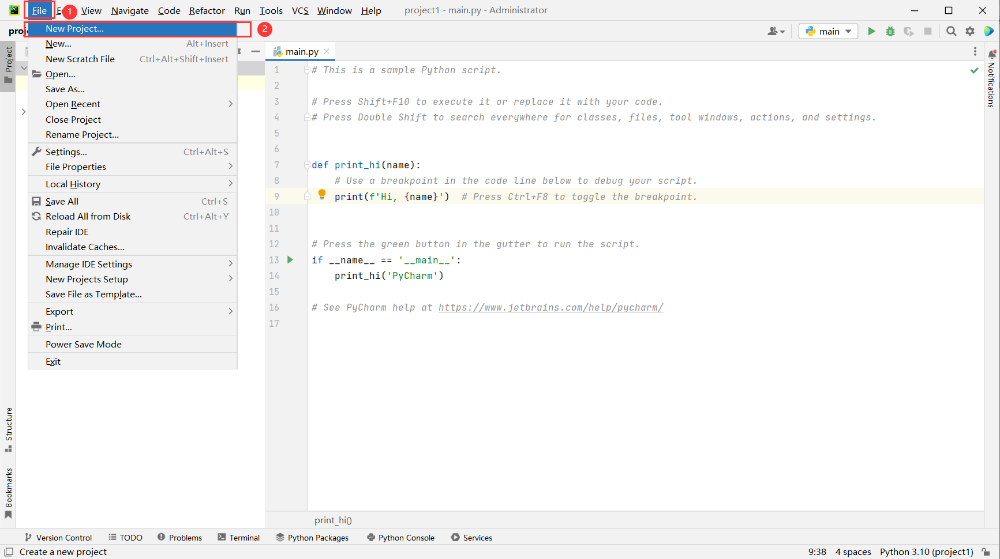 PC File 1 View Navigate Code Refactor Run Tools VCS Window Help project1 - main.py - Administrator
New Project... 2
main
New... Alt+Insert
New Scratch File Ctrl+Alt+Shift+Insert
Open...
Save As...
Open Recent
Close Project
Rename Project...
Settings... Ctrl+Alt+S
File Properties
Local History
Save All Ctrl+S
Reload All from Disk Ctrl+Alt+Y
Repair IDE
Invalidate Caches...
Manage IDE Settings
New Projects Setup
Save File as Template...
Export
Print...
Power Save Mode
Exit
Project
Structure
Bookmarks
main.py
1 # This is a sample Python script.
2
3 # Press Shift+F10 to execute it or replace it with your code.
4 # Press Double Shift to search everywhere for classes, files, tool windows, actions, and settings.
5
6
7 def print_hi(name):
8 # Use a breakpoint in the code line below to debug your script.
9 print(f'Hi, {name}') # Press Ctrl+F8 to toggle the breakpoint.
10
11
12 # Press the green button in the gutter to run the script.
13 if __name__ == '__main__':
14 print_hi('PyCharm')
15
16 # See PyCharm help at https://www.jetbrains.com/help/pycharm/
17
Notifications
print_hi()
Version Control TODO Problems Terminal Python Packages Python Console Services
Create a new project 9:38 4 spaces Python 3.10 (project1)